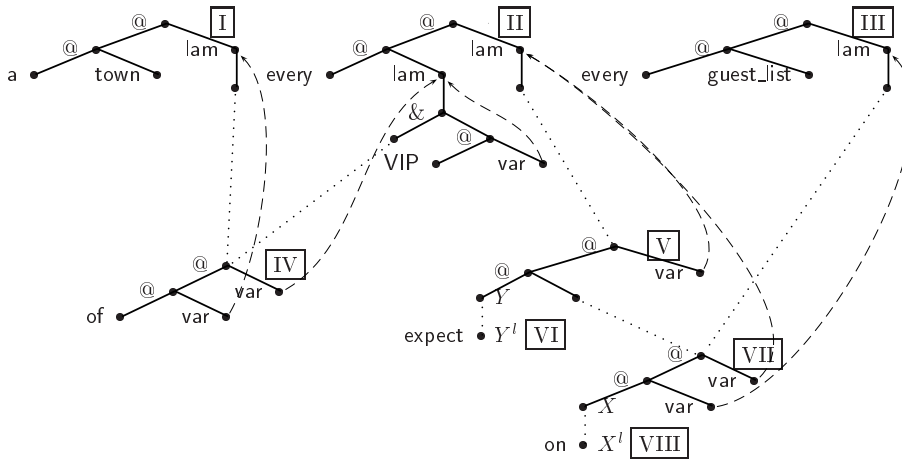 @ I @ II @ III
@ lam @ lam @ lam
a town every lam every guest_list
& @
VIP var
@ IV @ V
@ var @ var
of var Y
expect Y^l VI
@ VII
@ var
X var
on X^l VIII